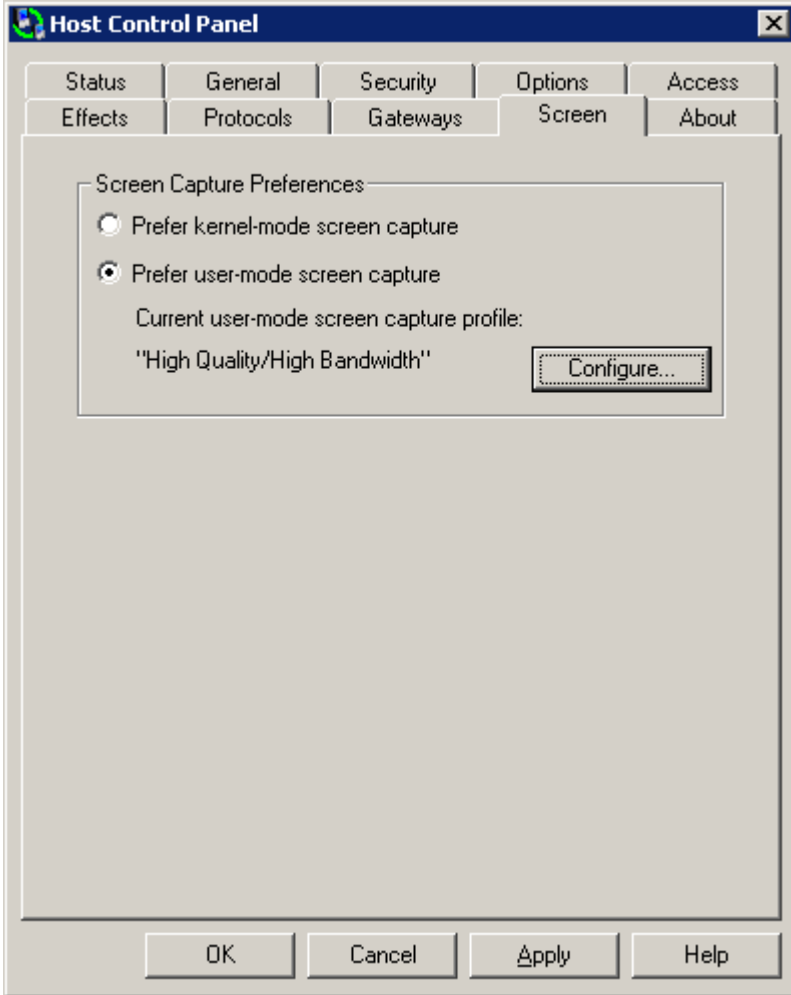 Host Control Panel
Status General Security Options Access
Effects Protocols Gateways Screen About
Screen Capture Preferences
Prefer kernel-mode screen capture
Prefer user-mode screen capture
Current user-mode screen capture profile:
"High Quality/High Bandwidth" Configure...
OK Cancel Apply Help